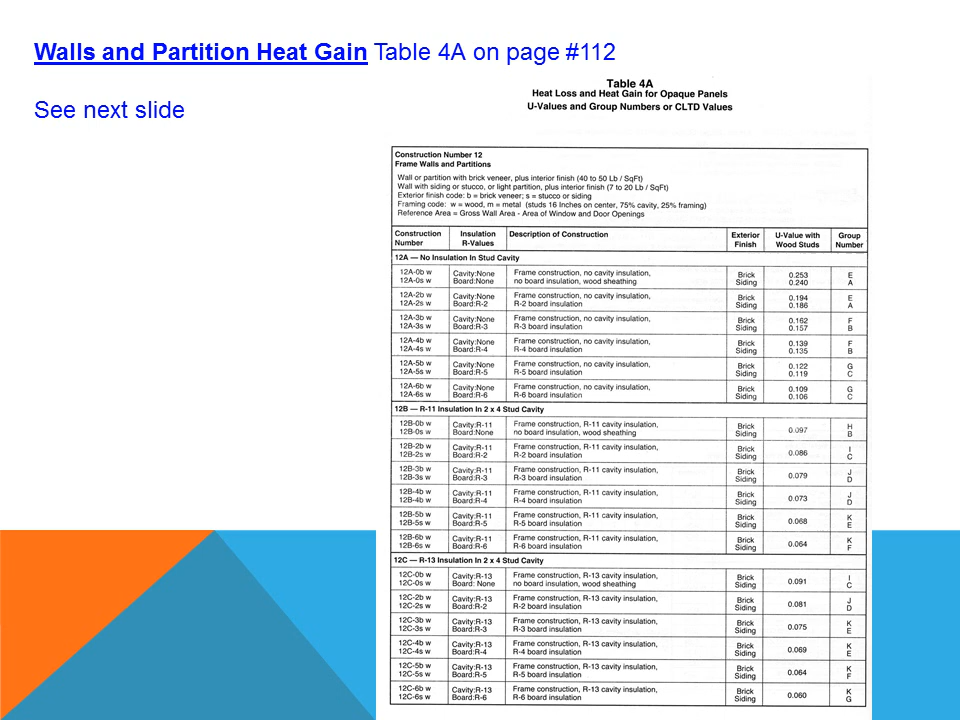 Walls and Partition Heat Gain Table 4A on page #112
See next slide
Table 4A
Heat Loss and Heat Gain for Opaque Panels
U-Values and Group Numbers or CLTD Values
Construction Number 12
Frame Walls and Partitions
Wall or partition with brick veneer, plus interior finish (40 to 50 Lb / SqFt)
Wall with siding or stucco, or light partition, plus interior finish (7 to 20 Lb / SqFt)
Exterior finish code: b = brick veneer; s = stucco or siding
Framing code: w = wood, m = metal (studs 16 Inches on center, 75% cavity, 25% framing)
Reference Area = Gross Wall Area - Area of Window and Door Openings
Construction Insulation Description of Construction Exterior U-Value with Group
Number R-Values Finish Wood Studs Number
12A — No Insulation In Stud Cavity
12A-0b w Cavity:None Frame construction, no cavity insulation, Brick 0.253 E
12A-0s w Board:None no board insulation, wood sheathing Siding 0.240 A
12A-2b w Cavity:None Frame construction, no cavity insulation, Brick 0.194 E
12A-2s w Board:R-2 R-2 board insulation Siding 0.186 A
12A-3b w Cavity:None Frame construction, no cavity insulation, Brick 0.162 F
12A-3s w Board:R-3 R-3 board insulation Siding 0.157 B
12A-4b w Cavity:None Frame construction, no cavity insulation, Brick 0.139 F
12A-4s w Board:R-4 R-4 board insulation Siding 0.135 B
12A-5b w Cavity:None Frame construction, no cavity insulation, Brick 0.122 G
12A-5s w Board:R-5 R-5 board insulation Siding 0.119 C
12A-6b w Cavity:None Frame construction, no cavity insulation, Brick 0.109 G
12A-6s w Board:R-6 R-6 board insulation Siding 0.106 C
12B — R-11 Insulation In 2 x 4 Stud Cavity
12B-0b w Cavity:R-11 Frame construction, R-11 cavity insulation, Brick 0.097 H
12B-0s w Board:None no board insulation, wood sheathing Siding B
12B-2b w Cavity:R-11 Frame construction, R-11 cavity insulation, Brick 0.086 I
12B-2s w Board:R-2 R-2 board insulation Siding C
12B-3b w Cavity:R-11 Frame construction, R-11 cavity insulation, Brick 0.079 J
12B-3s w Board:R-3 R-3 board insulation Siding D
12B-4b w Cavity:R-11 Frame construction, R-11 cavity insulation, Brick 0.073 J
12B-4b w Board:R-4 R-4 board insulation Siding D
12B-5b w Cavity:R-11 Frame construction, R-11 cavity insulation, Brick 0.068 K
12B-5s w Board:R-5 R-5 board insulation Siding E
12B-6b w Cavity:R-11 Frame construction, R-11 cavity insulation, Brick 0.064 K
12B-6s w Board:R-6 R-6 board insulation Siding F
12C — R-13 Insulation In 2 x 4 Stud Cavity
12C-0b w Cavity:R-13 Frame construction, R-13 cavity insulation, Brick 0.091 I
12C-0s w Board: None no board insulation, wood sheathing Siding C
12C-2b w Cavity:R-13 Frame construction, R-13 cavity insulation, Brick 0.081 J
12C-2s w Board:R-2 R-2 board insulation Siding D
12C-3b w Cavity:R-13 Frame construction, R-13 cavity insulation, Brick 0.075 K
12C-3s w Board:R-3 R-3 board insulation Siding E
12C-4b w Cavity:R-13 Frame construction, R-13 cavity insulation, Brick 0.069 K
12C-4s w Board:R-4 R-4 board insulation Siding E
12C-5b w Cavity:R-13 Frame construction, R-13 cavity insulation, Brick 0.064 K
12C-5s w Board:R-5 R-5 board insulation Siding F
12C-6b w Cavity:R-13 Frame construction, R-13 cavity insulation, Brick 0.060 K
12C-6s w Board:R-6 R-6 board insulation Siding G